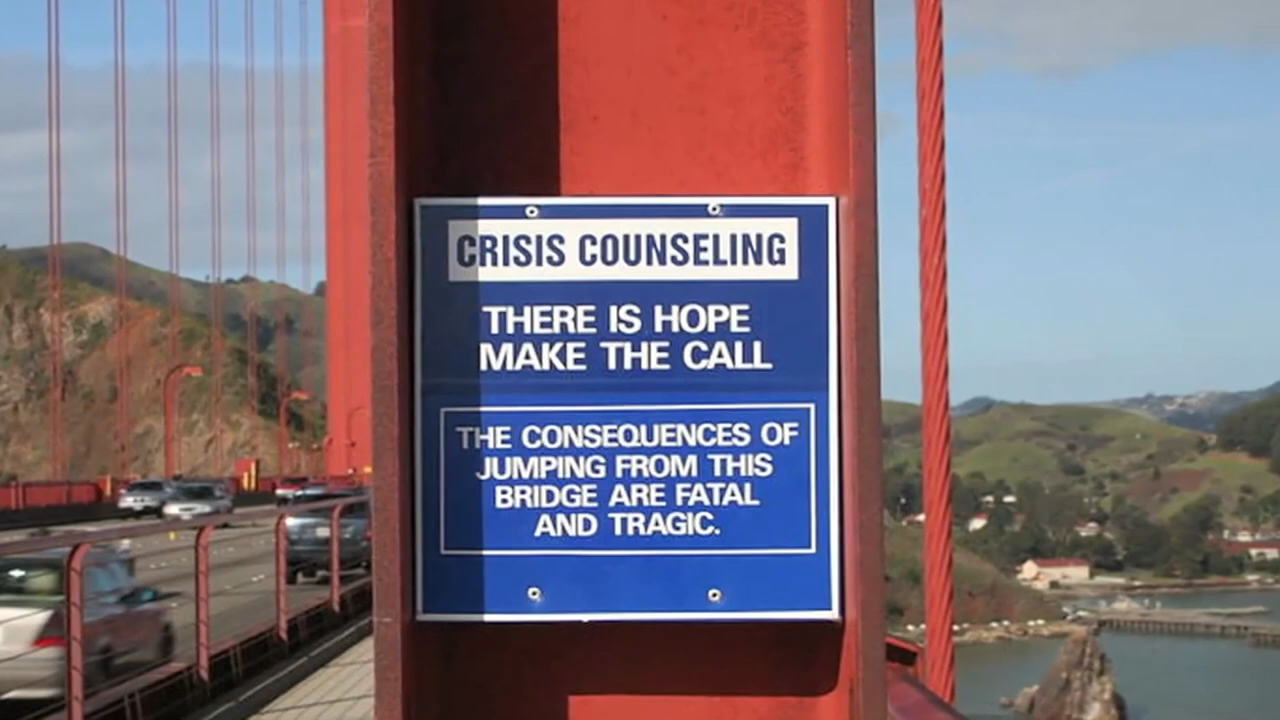 CRISIS COUNSELING
THERE IS HOPE
MAKE THE CALL
THE CONSEQUENCES OF
JUMPING FROM THIS
BRIDGE ARE FATAL
AND TRAGIC.